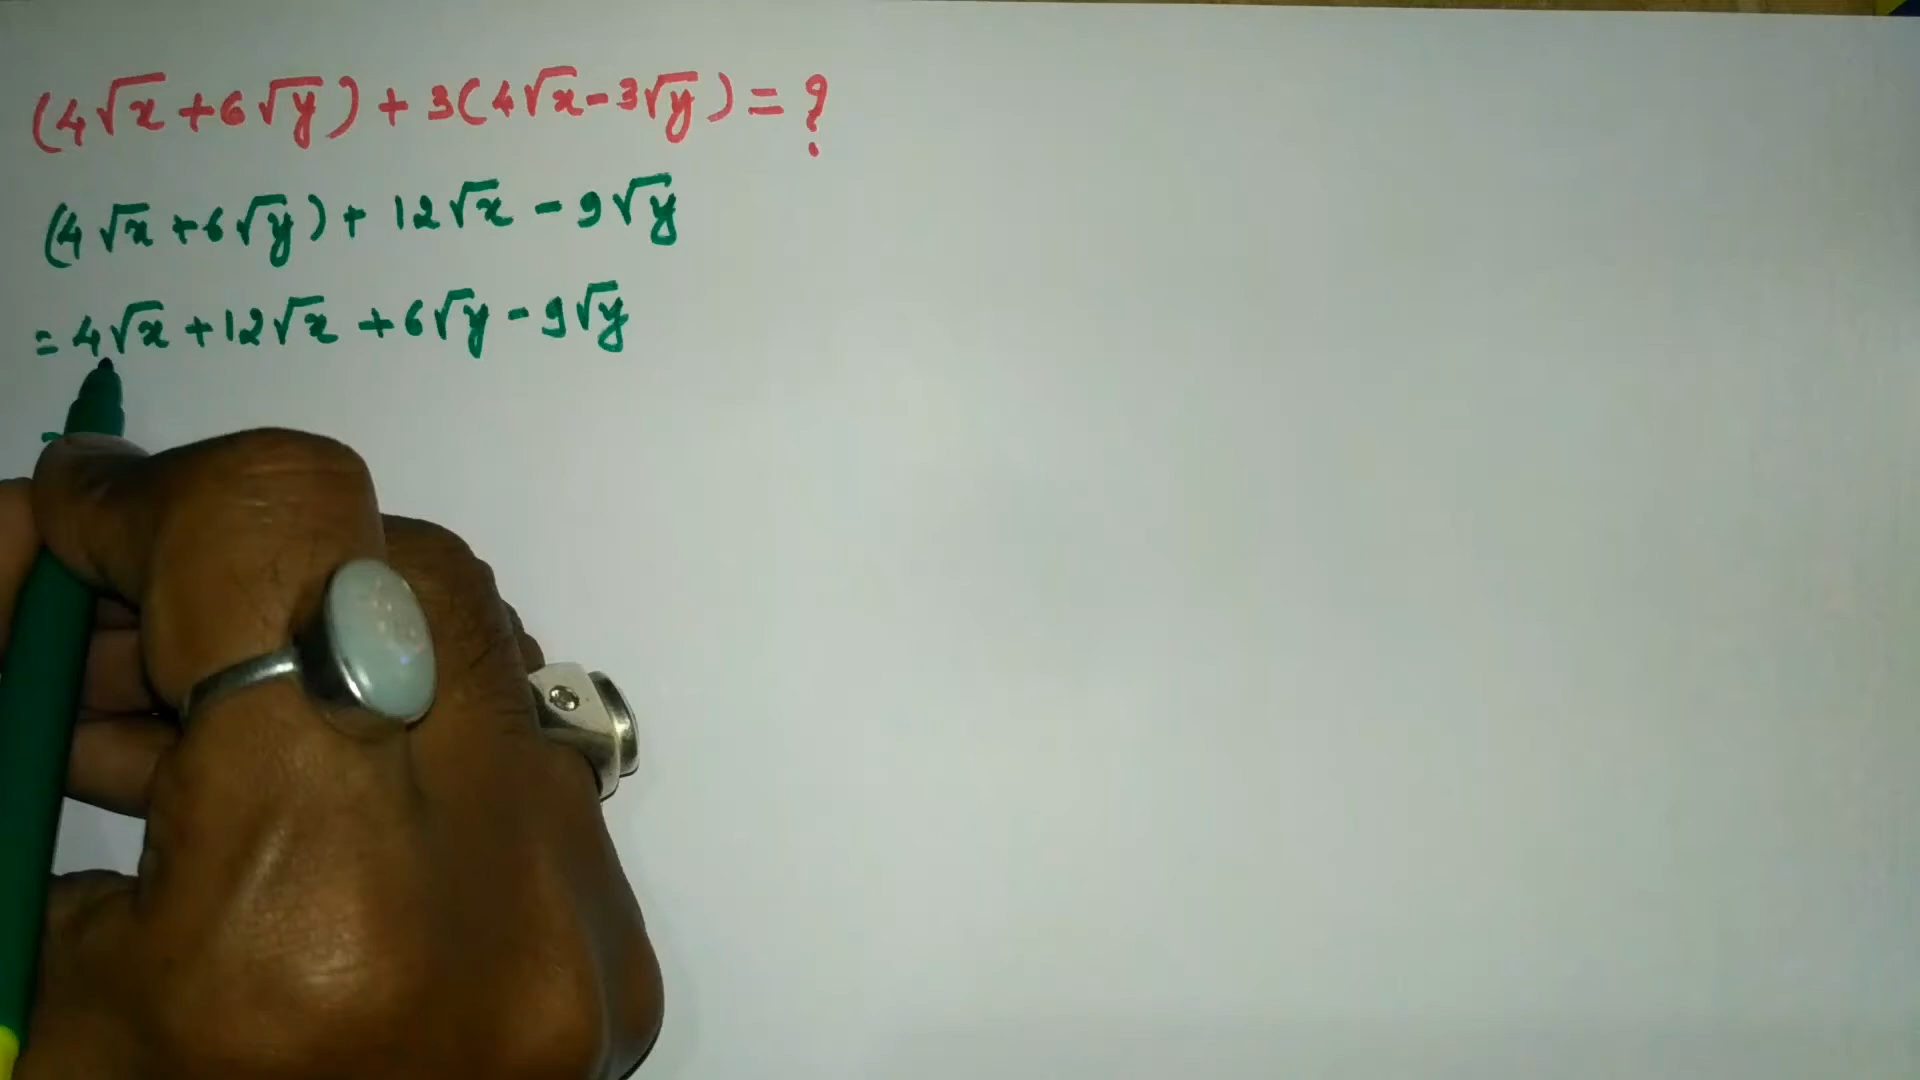 (4√x+6√y)+3(4√x-3√y)=?
(4√x+6√y)+12√x-9√y
=4√x+12√x+6√y-9√y
=